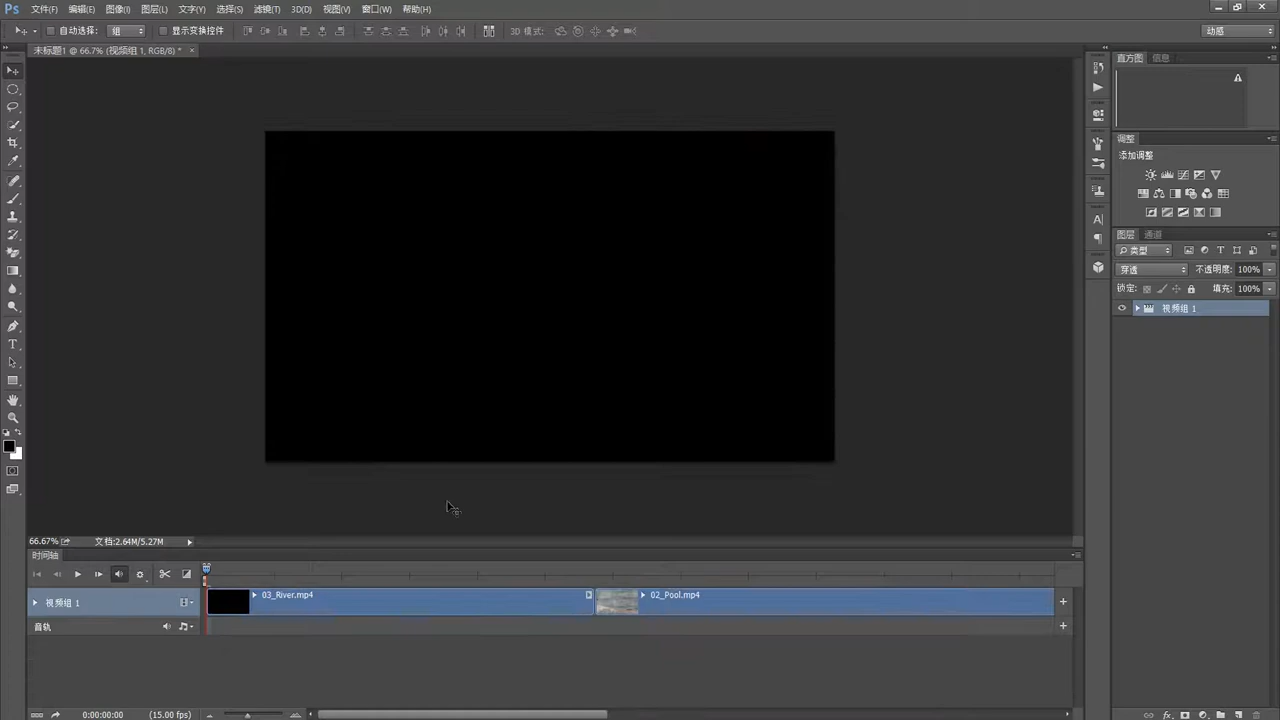 Ps 文件(F) 编辑(E) 图像(I) 图层(L) 文字(Y) 选择(S) 滤镜(T) 3D(D) 视图(V) 窗口(W) 帮助(H)
自动选择: 组 显示变换控件 3D 模式: 动感
未标题1 @ 66.7% (视频组 1, RGB/8) * ×
直方图 信息
调整
添加调整
图层 通道
类型
穿透 不透明度: 100%
锁定: 填充: 100%
视频组 1
66.67% 文档:2.64M/5.27M
时间轴
视频组 1 03_River.mp4 02_Pool.mp4
音轨
0:00:00:00 (15.00 fps)